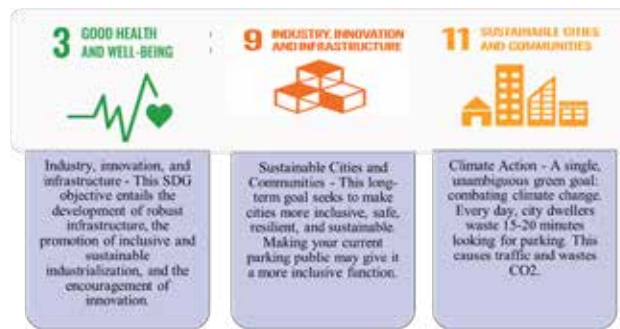 3 GOOD HEALTH
AND WELL-BEING
Industry, innovation, and
infrastructure - This SDG
objective entails the
development of robust
infrastructure, the
promotion of inclusive and
sustainable
industrialization, and the
encouragement of
innovation.
9 INDUSTRY, INNOVATION
AND INFRASTRUCTURE
Sustainable Cities and
Communities - This long-
term goal seeks to make
cities more inclusive, safe,
resilient, and sustainable.
Making your current
parking public may give it
a more inclusive function.
11 SUSTAINABLE CITIES
AND COMMUNITIES
Climate Action - A single,
unambiguous green goal:
combating climate change.
Every day, city dwellers
waste 15-20 minutes
looking for parking. This
causes traffic and wastes
CO2.